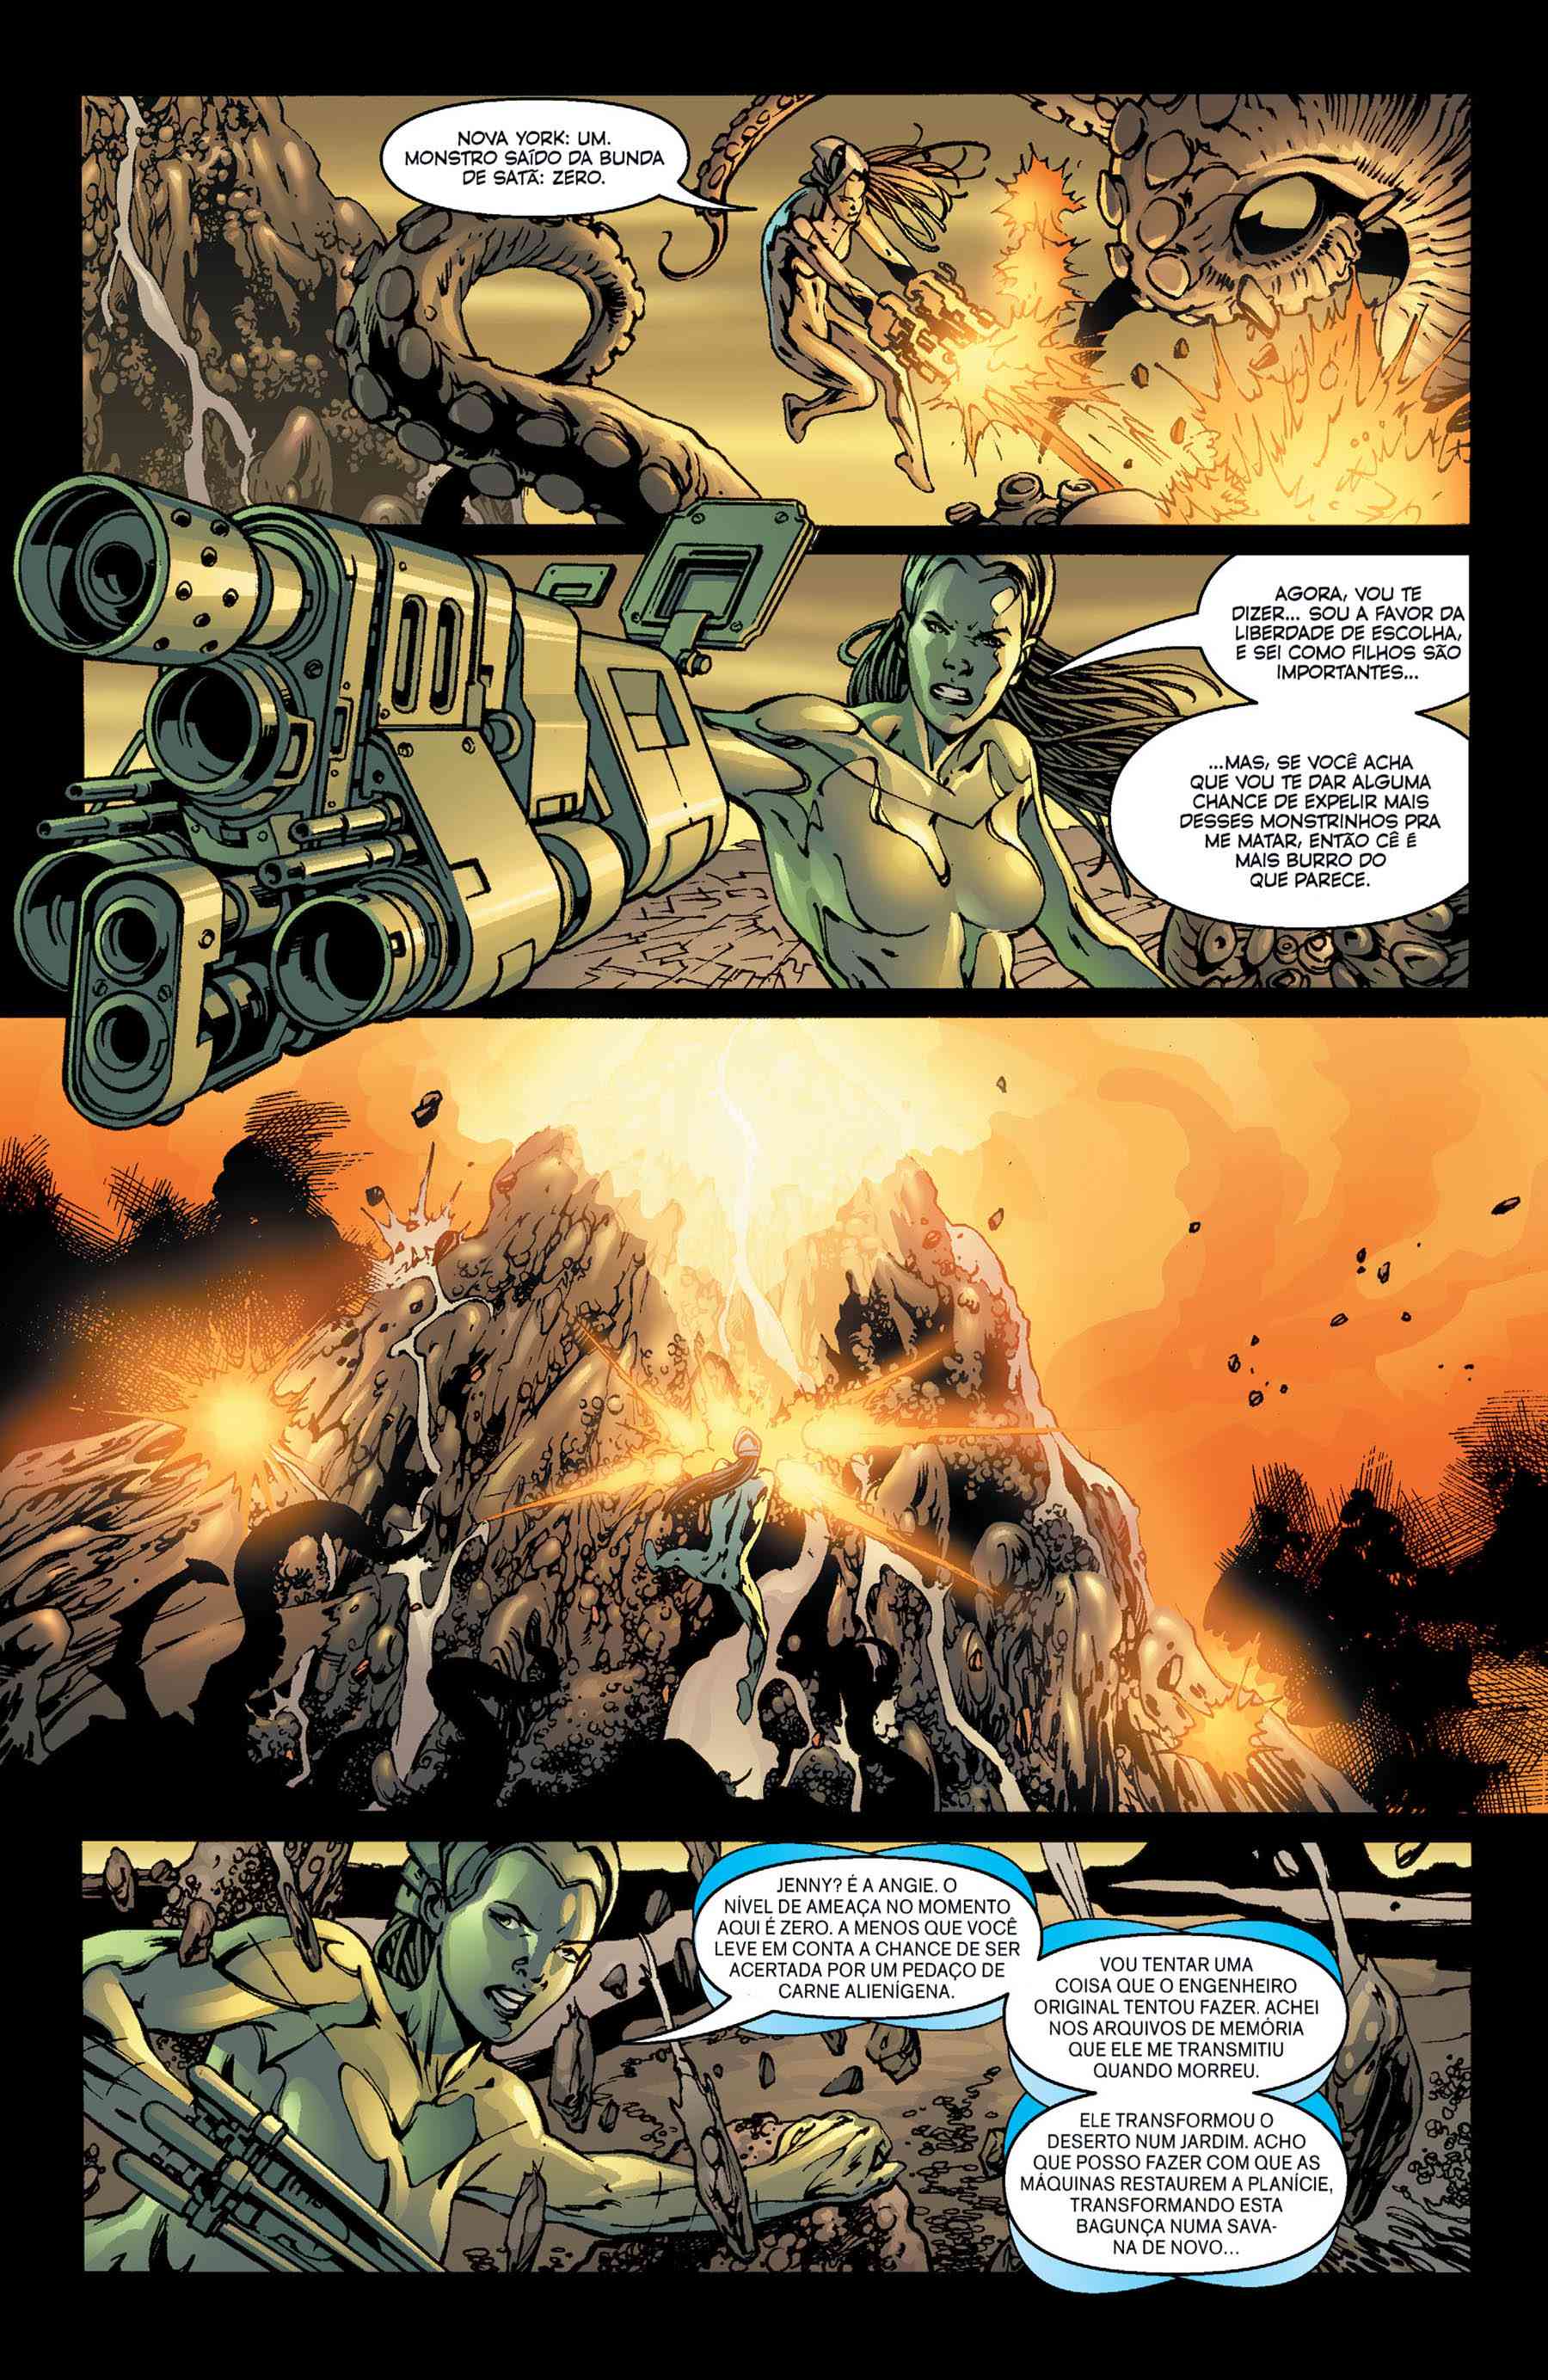 NOVA YORK: UM.
MONSTRO SAÍDO DA BUNDA
DE SATÃ: ZERO.
AGORA, VOU TE
DIZER... SOU A FAVOR DA
LIBERDADE DE ESCOLHA,
E SEI COMO FILHOS SÃO
IMPORTANTES...
...MAS, SE VOCÊ ACHA
QUE VOU TE DAR ALGUMA
CHANCE DE EXPELIR MAIS
DESSES MONSTRINHOS PRA
ME MATAR, ENTÃO CÊ É
MAIS BURRO DO
QUE PARECE.
JENNY? É A ANGIE. O
NÍVEL DE AMEAÇA NO MOMENTO
AQUI É ZERO. A MENOS QUE VOCÊ
LEVE EM CONTA A CHANCE DE SER
ACERTADA POR UM PEDAÇO DE
CARNE ALIENÍGENA.
VOU TENTAR UMA
COISA QUE O ENGENHEIRO
ORIGINAL TENTOU FAZER. ACHEI
NOS ARQUIVOS DE MEMÓRIA
QUE ELE ME TRANSMITIU
QUANDO MORREU.
ELE TRANSFORMOU O
DESERTO NUM JARDIM. ACHO
QUE POSSO FAZER COM QUE AS
MÁQUINAS RESTAUREM A PLANÍCIE,
TRANSFORMANDO ESTA
BAGUNÇA NUMA SAVA-
NA DE NOVO...